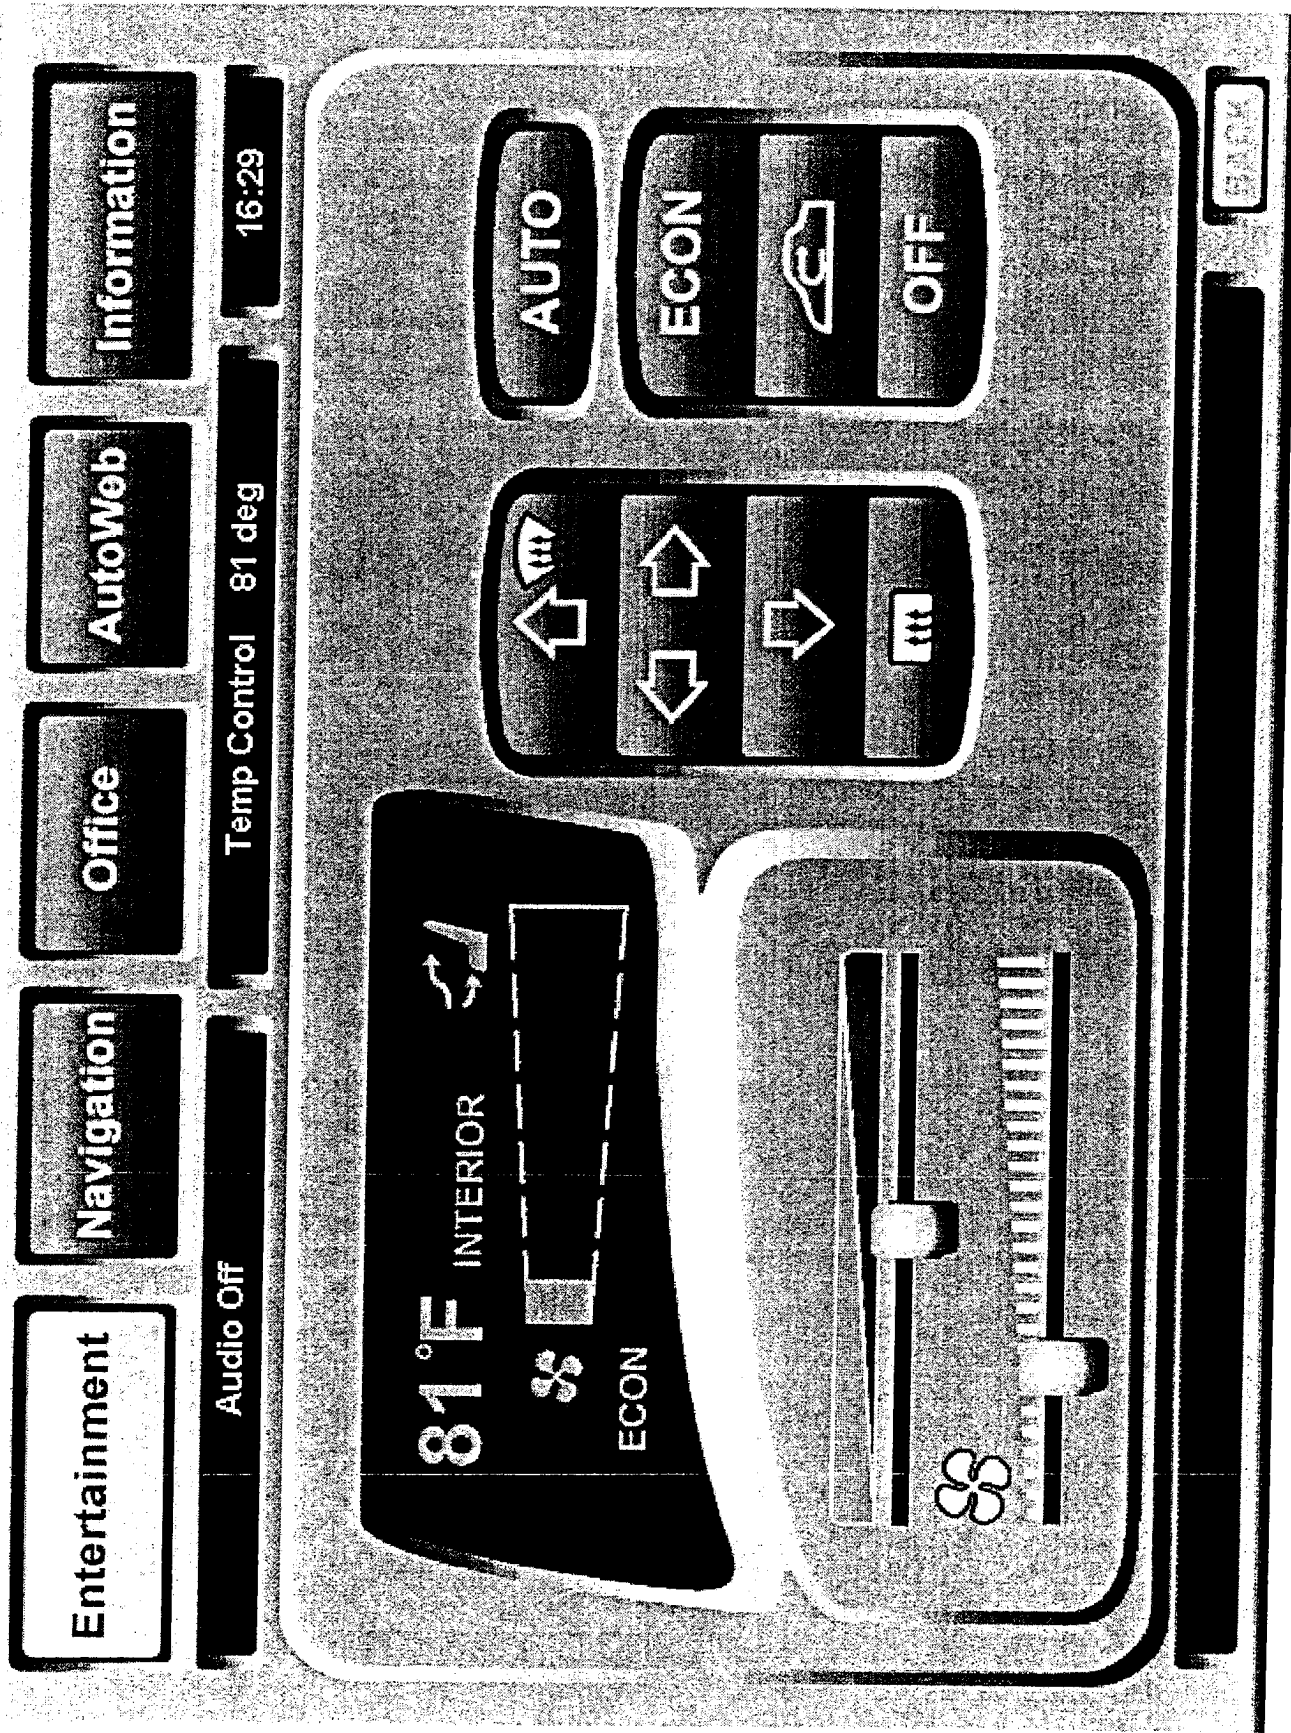 Entertainment
Navigation
Office
AutoWeb
Information
Audio Off
Temp Control 81 deg
16:29
81°F INTERIOR
ECON
AUTO
ECON
OFF